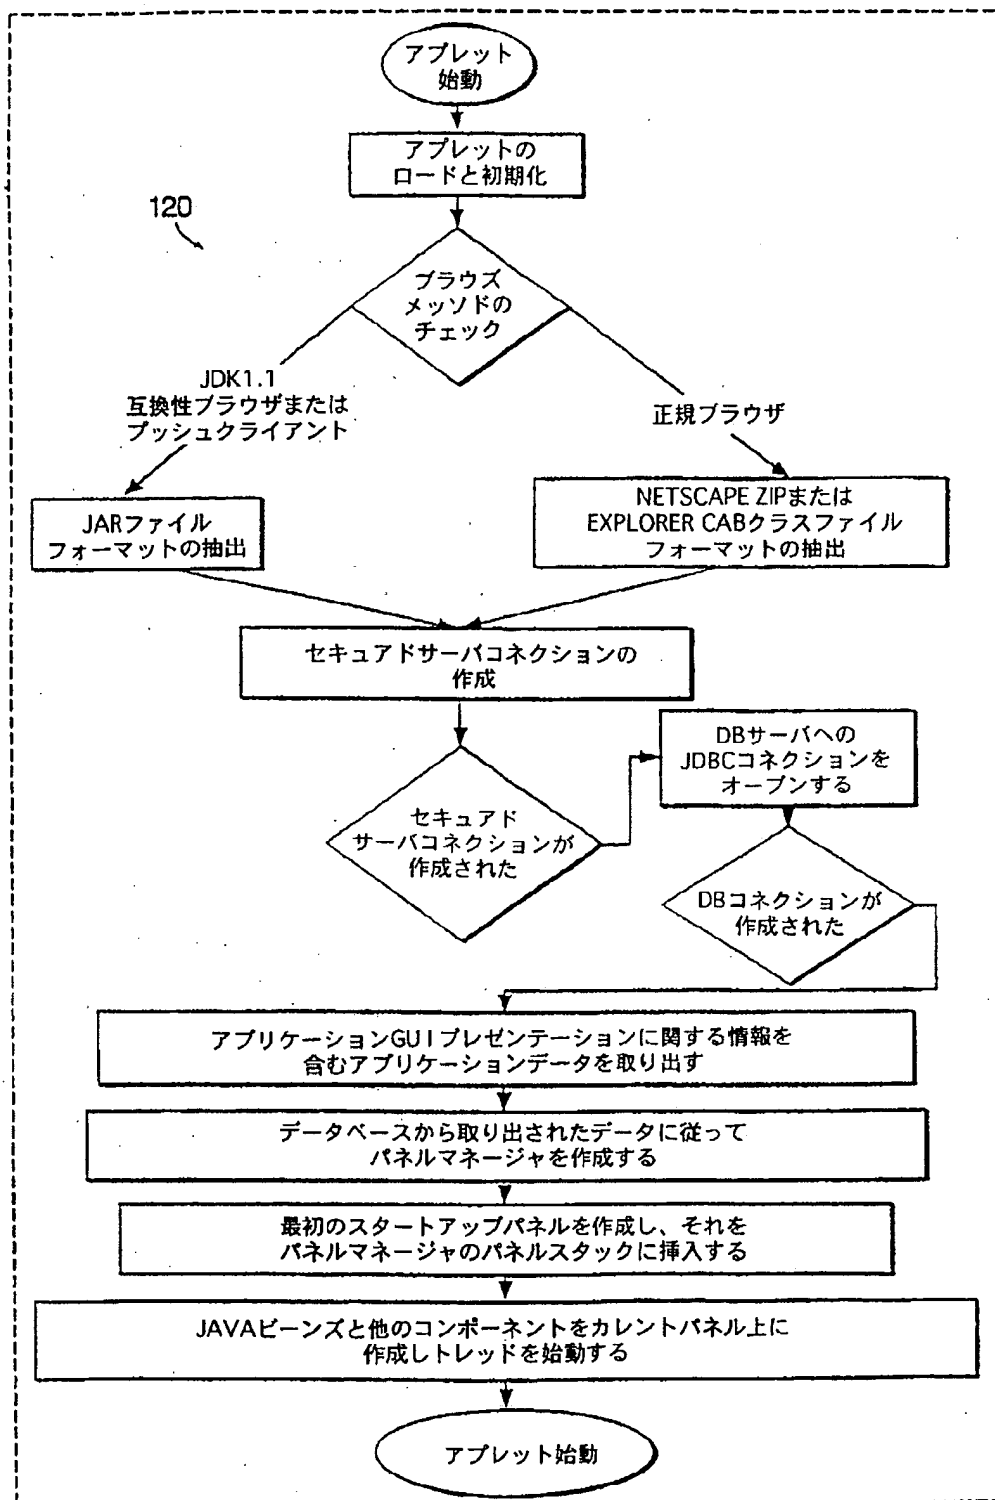 アプレット
始動
アプレットの
ロードと初期化
120
ブラウズ
メッソドの
チェック
JDK1.1
互換性ブラウザまたは
プッシュクライアント
正規ブラウザ
JARファイル
フォーマットの抽出
NETSCAPE ZIPまたは
EXPLORER CABクラスファイル
フォーマットの抽出
セキュアドサーバコネクションの
作成
DBサーバへの
JDBCコネクションを
オープンする
セキュアド
サーバコネクションが
作成された
DBコネクションが
作成された
アプリケーションGUIプレゼンテーションに関する情報を
含むアプリケーションデータを取り出す
データベースから取り出されたデータに従って
パネルマネージャを作成する
最初のスタートアップパネルを作成し、それを
パネルマネージャのパネルスタックに挿入する
JAVAビーンズと他のコンポーネントをカレントパネル上に
作成しトレッドを始動する
アプレット始動